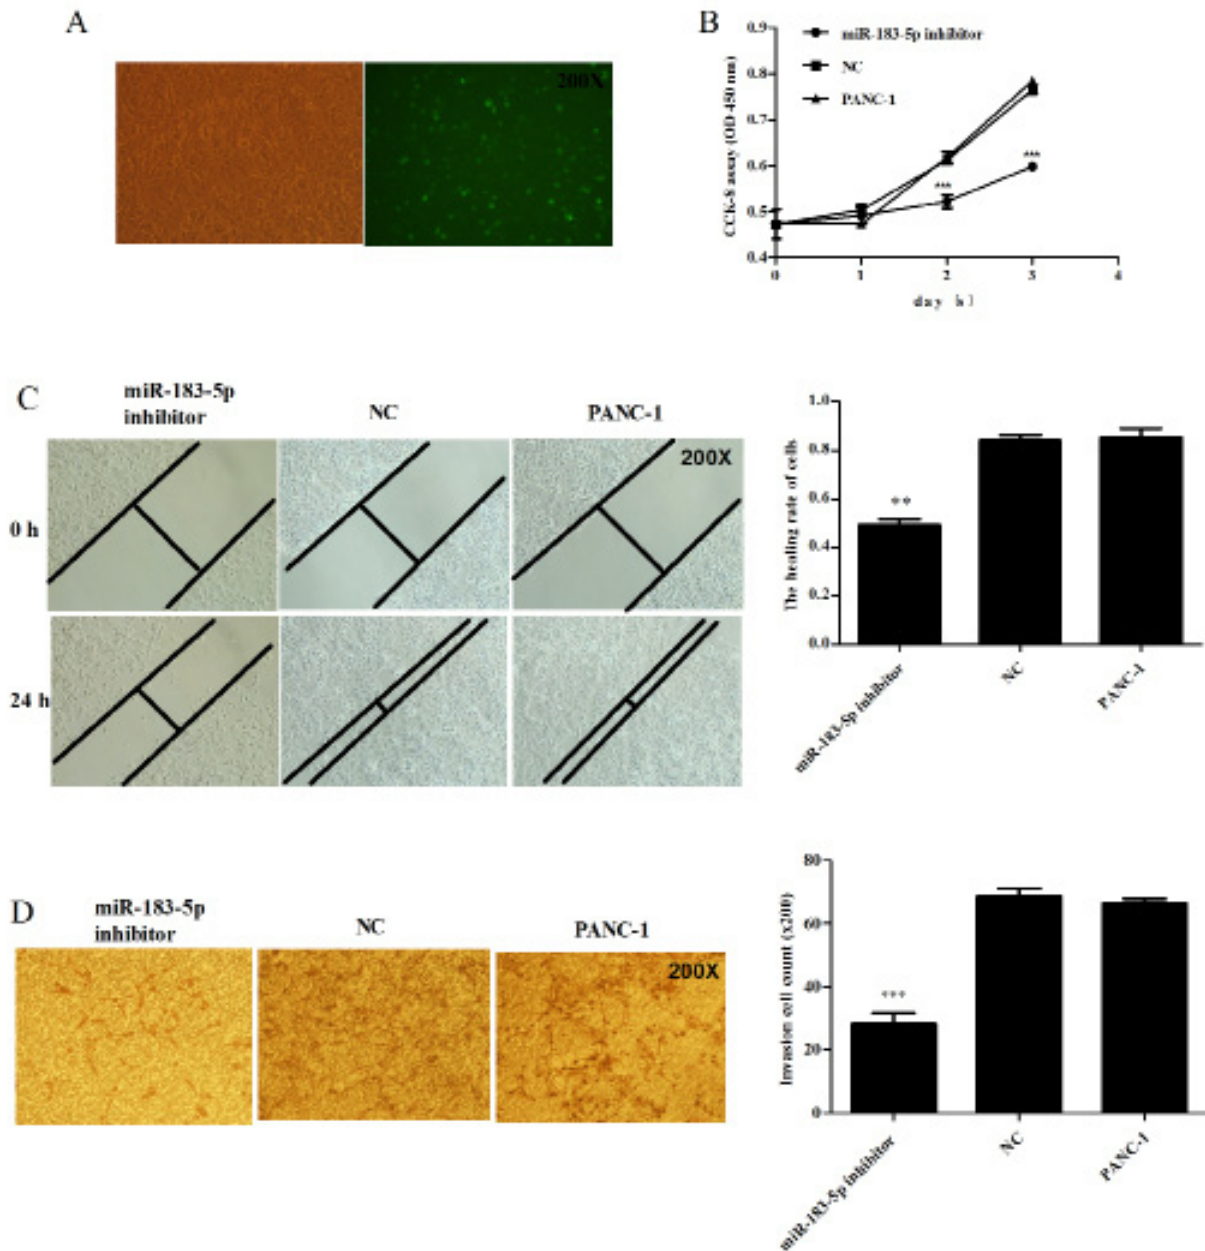 A
200X
B
CCK-8 assay (OD 450 nm)
0.9
0.8
0.7
0.6
0.5
0.4
miR-183-5p inhibitor
NC
PANC-1
***
***
0
1
2
3
4
day
C
miR-183-5p
inhibitor
NC
PANC-1
200X
0 h
24 h
The healing rate of cells
1.0
0.8
0.6
0.4
0.2
0.0
**
miR-183-5p inhibitor
NC
PANC-1
D
miR-183-5p
inhibitor
NC
PANC-1
200X
Invasion cell count (x200)
80
60
40
20
0
***
miR-183-5p inhibitor
NC
PANC-1